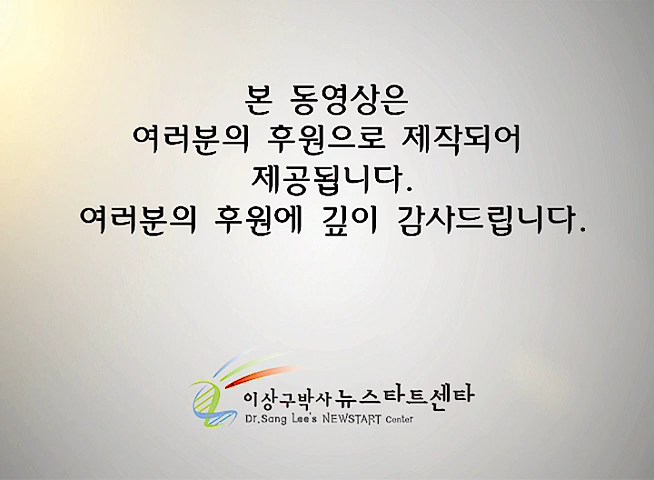 본 동영상은
여러분의 후원으로 제작되어
제공됩니다.
여러분의 후원에 깊이 감사드립니다.
이상구박사 뉴스타트센타
Dr.Sang Lee's NEWSTART Center